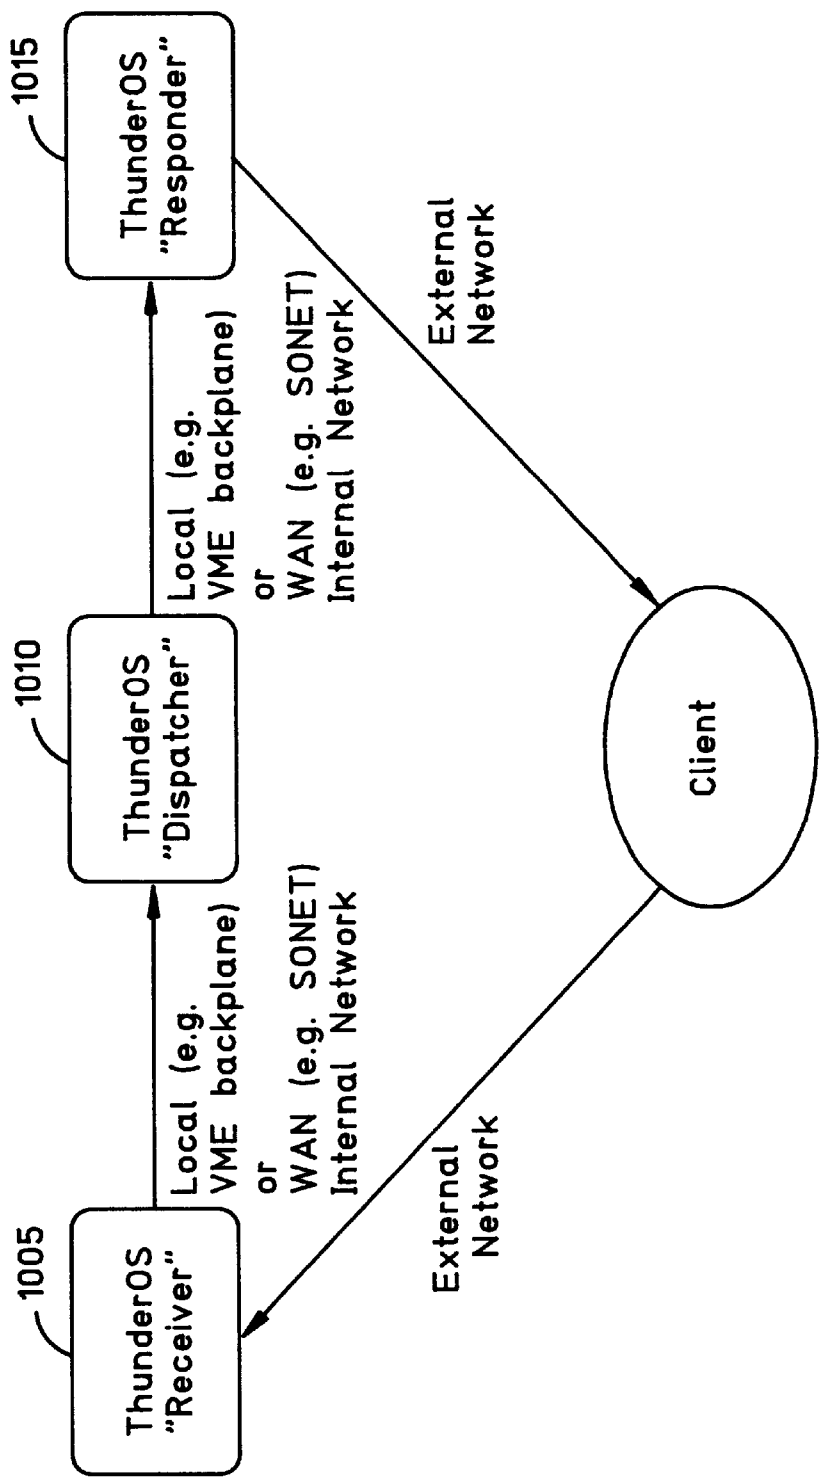 1005
ThunderOS
"Receiver"
Local (e.g.
VME backplane)
or
WAN (e.g. SONET)
Internal Network
1010
ThunderOS
"Dispatcher"
Local (e.g.
VME backplane)
or
WAN (e.g. SONET)
Internal Network
1015
ThunderOS
"Responder"
External
Network
External
Network
Client